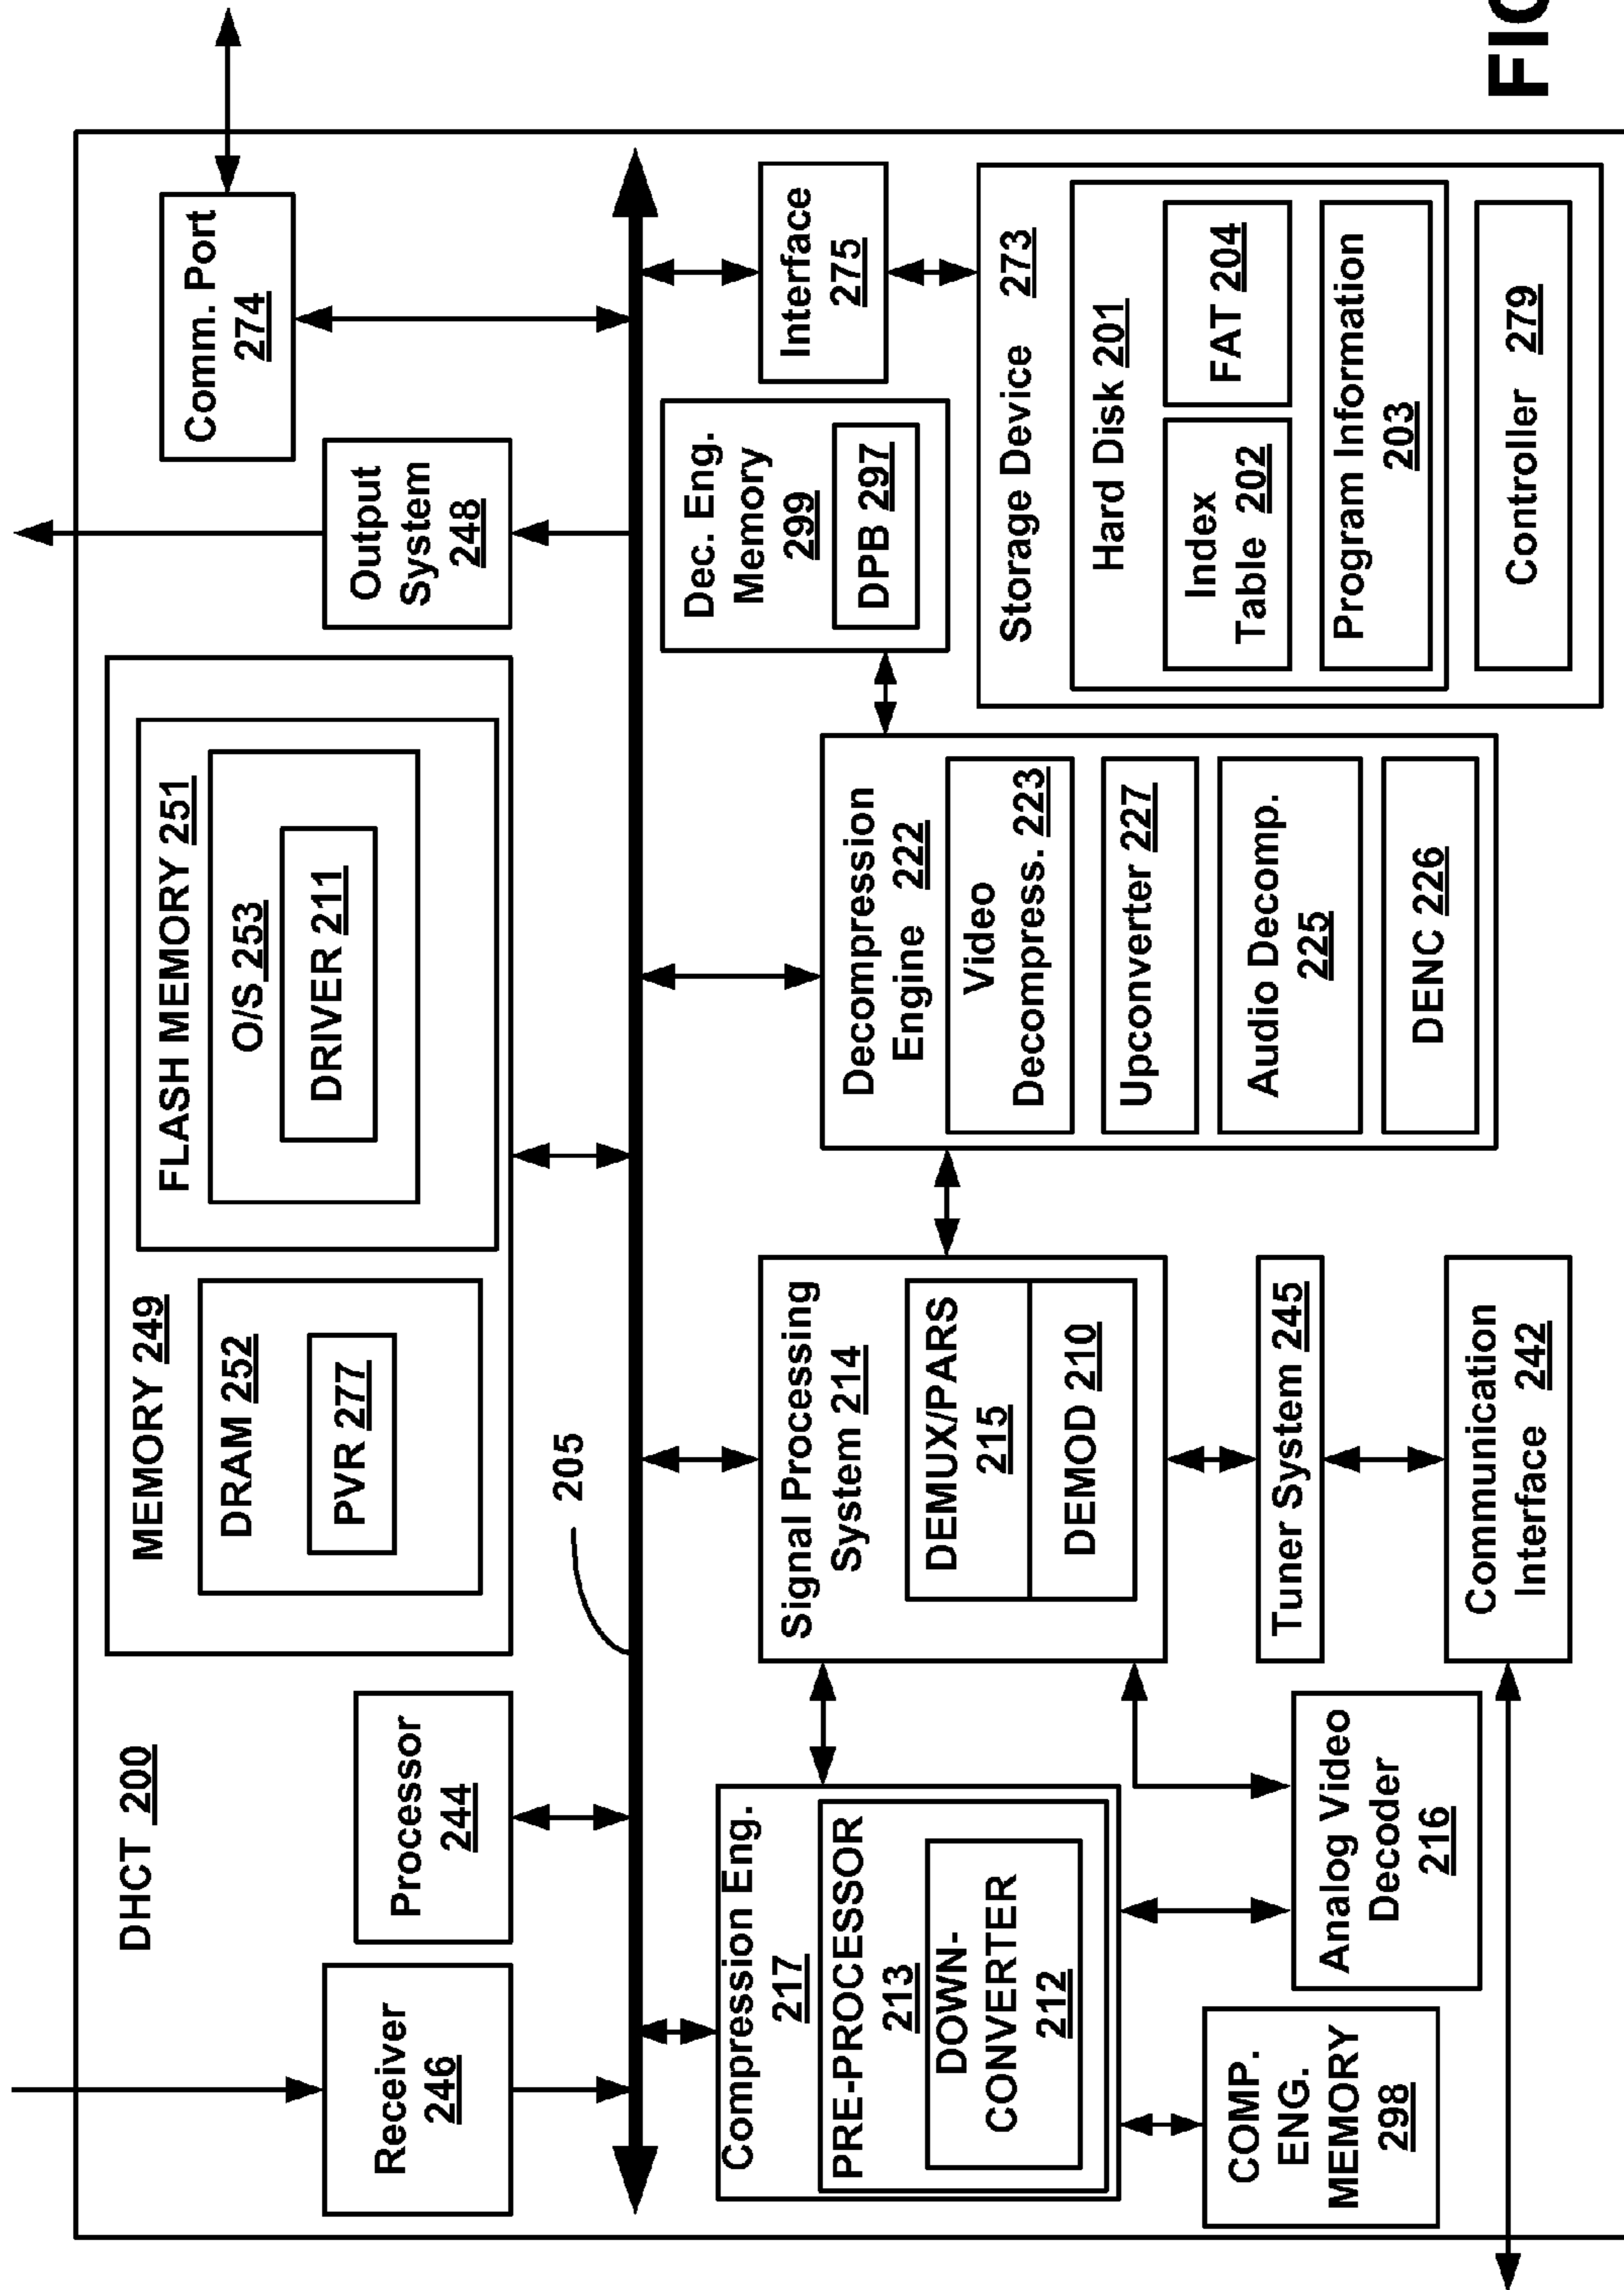 DHCT 200
Receiver
246
Processor
244
MEMORY 249
DRAM 252
PVR 277
FLASH MEMORY 251
O/S 253
DRIVER 211
Output
System
248
Comm. Port
274
205
Compression Eng.
217
PRE-PROCESSOR
213
DOWN-
CONVERTER
212
COMP.
ENG.
MEMORY
298
Analog Video
Decoder
216
Signal Processing
System 214
DEMUX/PARS
215
DEMOD 210
Tuner System 245
Communication
Interface 242
Decompression
Engine 222
Video
Decompress. 223
Upconverter 227
Audio Decomp.
225
DENC 226
Dec. Eng.
Memory
299
DPB 297
Interface
275
Storage Device 273
Hard Disk 201
Index
Table 202
FAT 204
Program Information
203
Controller 279